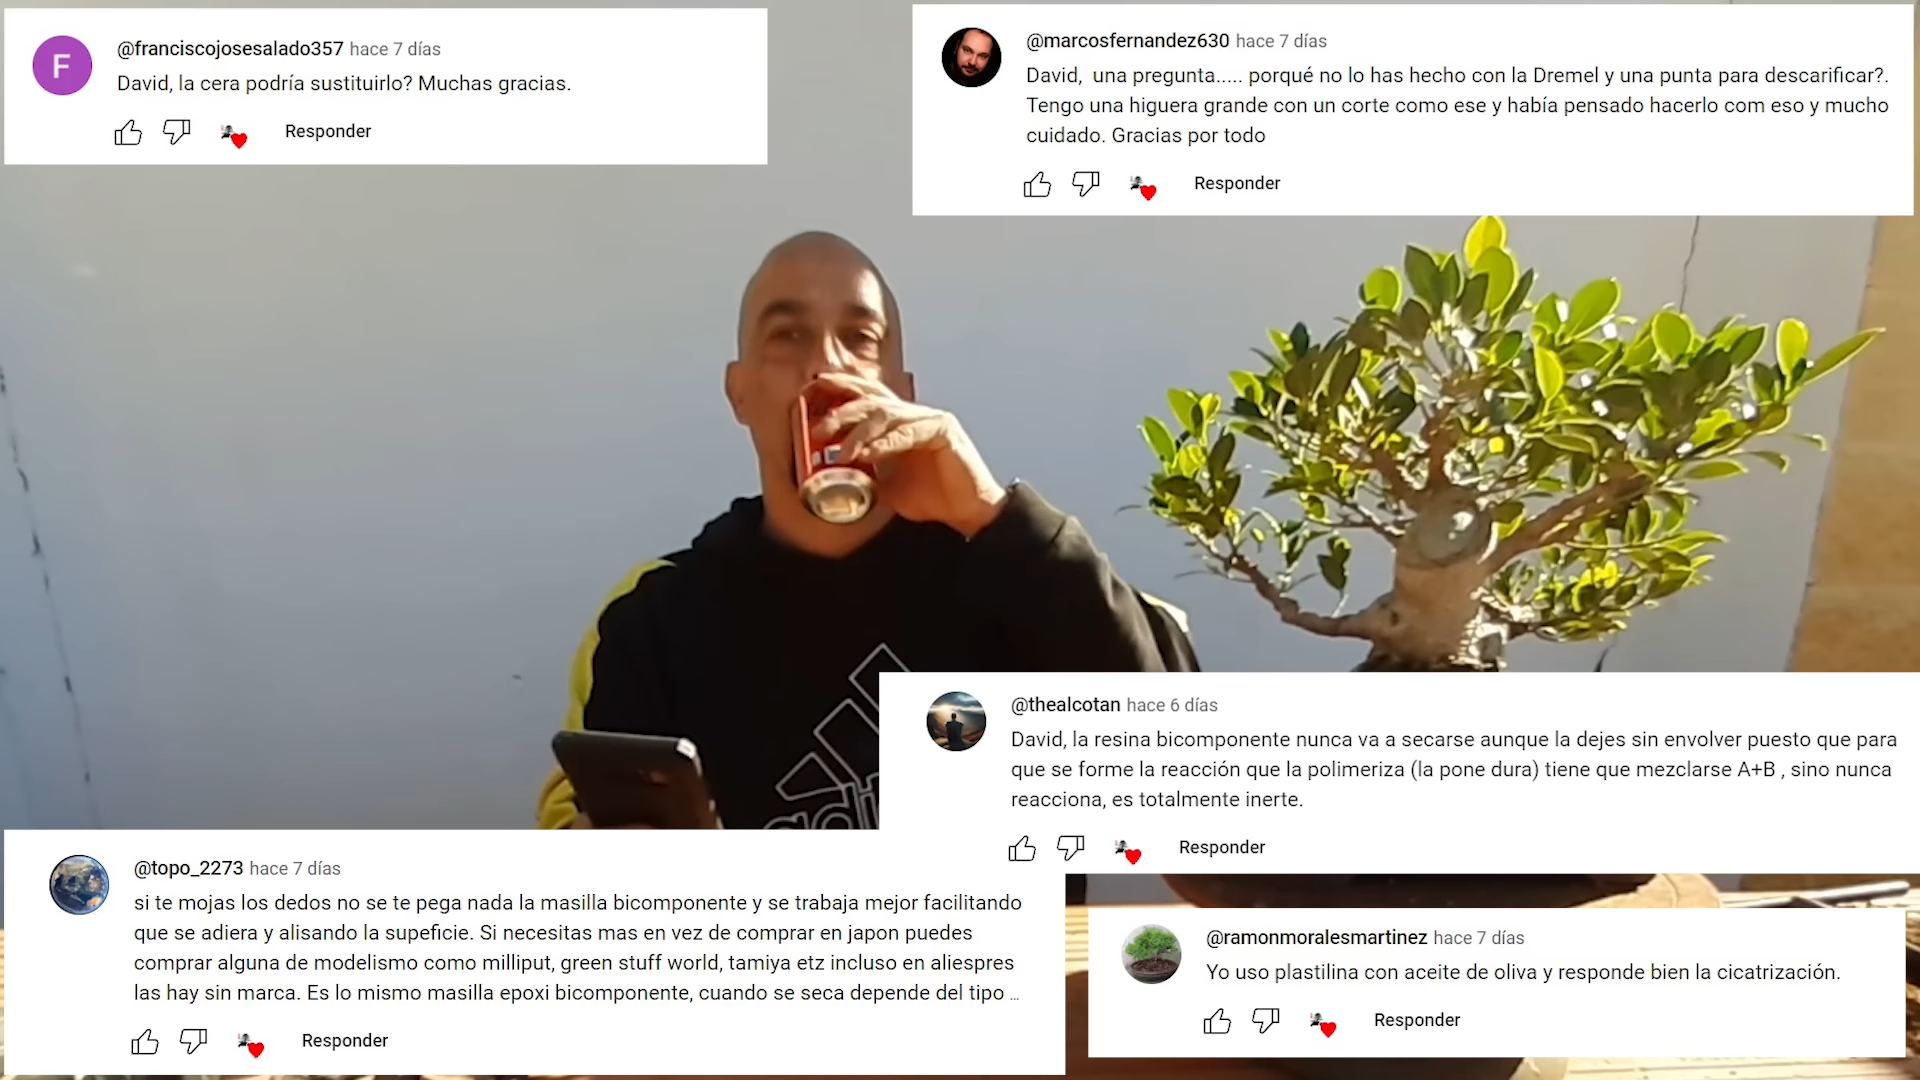 F
@franciscojosesalado357 hace 7 días
David, la cera podría sustituirlo? Muchas gracias.
Responder
@marcosfernandez630 hace 7 días
David,  una pregunta..... porqué no lo has hecho con la Dremel y una punta para descarificar?.
Tengo una higuera grande con un corte como ese y había pensado hacerlo com eso y mucho
cuidado. Gracias por todo
Responder
@thealcotan hace 6 días
David, la resina bicomponente nunca va a secarse aunque la dejes sin envolver puesto que para
que se forme la reacción que la polimeriza (la pone dura) tiene que mezclarse A+B , sino nunca
reacciona, es totalmente inerte.
Responder
@topo_2273 hace 7 días
si te mojas los dedos no se te pega nada la masilla bicomponente y se trabaja mejor facilitando
que se adiera y alisando la supeficie. Si necesitas mas en vez de comprar en japon puedes
comprar alguna de modelismo como milliput, green stuff world, tamiya etz incluso en aliespres
las hay sin marca. Es lo mismo masilla epoxi bicomponente, cuando se seca depende del tipo ...
Responder
@ramonmoralesmartinez hace 7 días
Yo uso plastilina con aceite de oliva y responde bien la cicatrización.
Responder